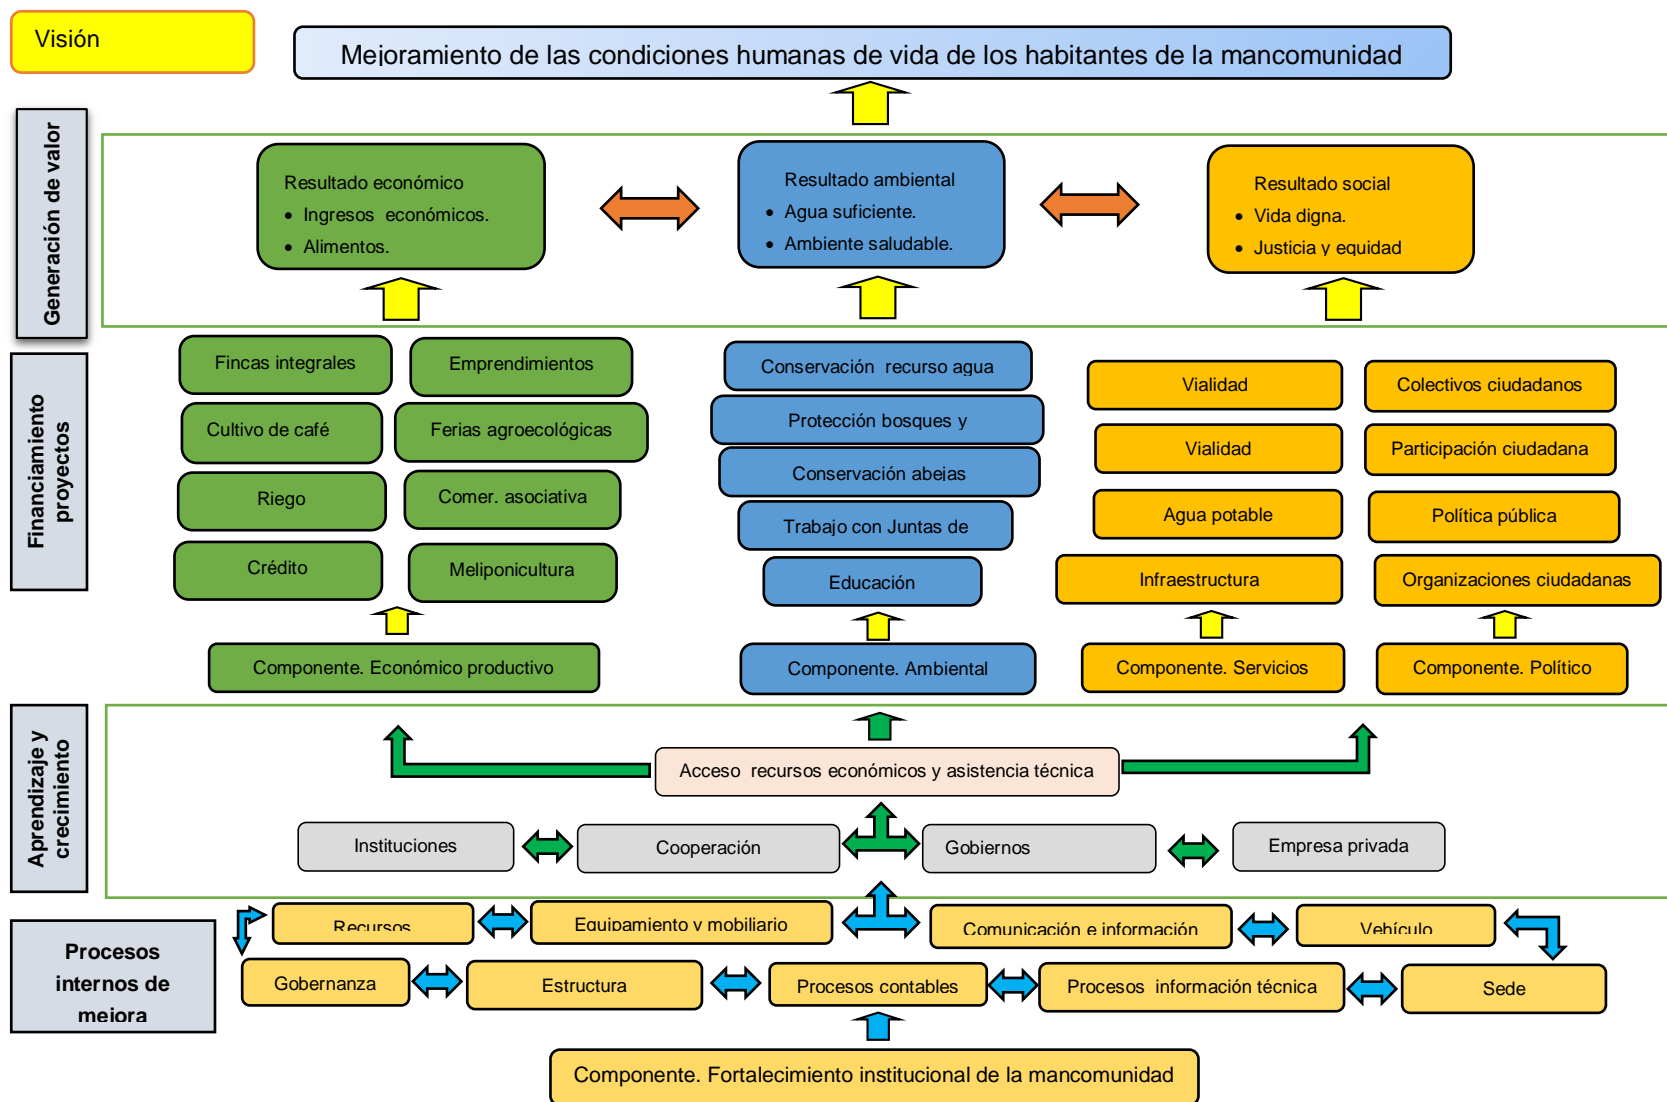 Visión
Mejoramiento de las condiciones humanas de vida de los habitantes de la mancomunidad
Generación de valor
Resultado económico
• Ingresos económicos.
• Alimentos.
Resultado ambiental
• Agua suficiente.
• Ambiente saludable.
Resultado social
• Vida digna.
• Justicia y equidad
Financiamiento
proyectos
Fincas integrales
Emprendimientos
Cultivo de café
Ferias agroecológicas
Riego
Comer. asociativa
Crédito
Meliponicultura
Componente. Económico productivo
Conservación recurso agua
Protección bosques y
Conservación abejas
Trabajo con Juntas de
Educación
Componente. Ambiental
Vialidad
Vialidad
Agua potable
Infraestructura
Componente. Servicios
Colectivos ciudadanos
Participación ciudadana
Política pública
Organizaciones ciudadanas
Componente. Político
Aprendizaje y
crecimiento
Acceso recursos económicos y asistencia técnica
Instituciones
Cooperación
Gobiernos
Empresa privada
Procesos
internos de
mejora
Recursos
Equipamiento y mobiliario
Comunicación e información
Vehículo
Gobernanza
Estructura
Procesos contables
Procesos información técnica
Sede
Componente. Fortalecimiento institucional de la mancomunidad